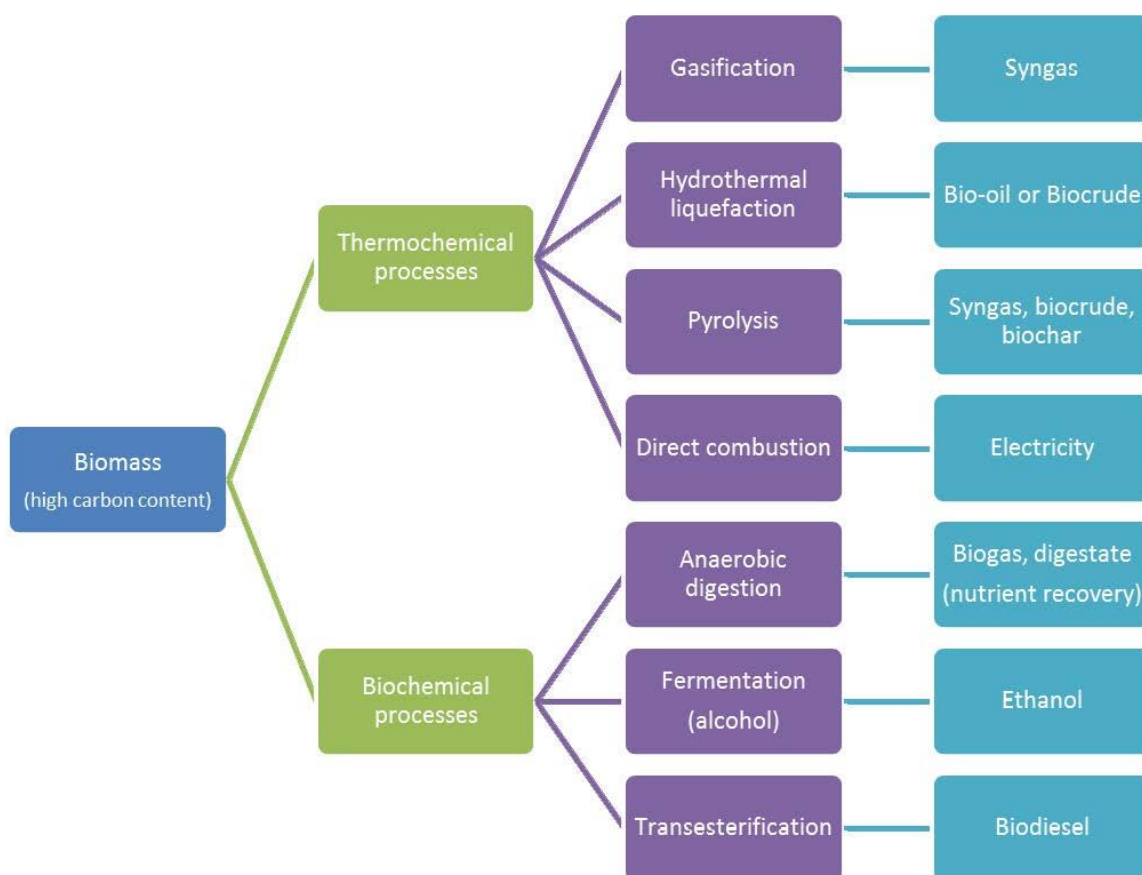 Biomass
(high carbon content)
Thermochemical
processes
Gasification
Syngas
Hydrothermal
liquefaction
Bio-oil or Biocrude
Pyrolysis
Syngas, biocrude,
biochar
Direct combustion
Electricity
Biochemical
processes
Anaerobic
digestion
Biogas, digestate
(nutrient recovery)
Fermentation
(alcohol)
Ethanol
Transesterification
Biodiesel